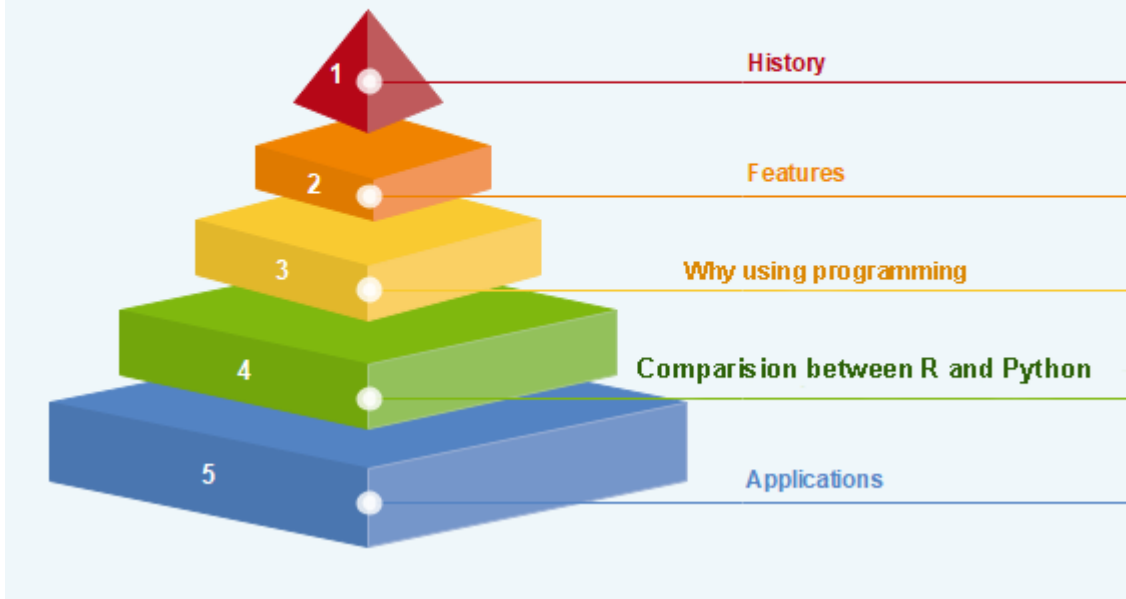 1
History
2
Features
3
Why using programming
4
Comparision between R and Python
5
Applications